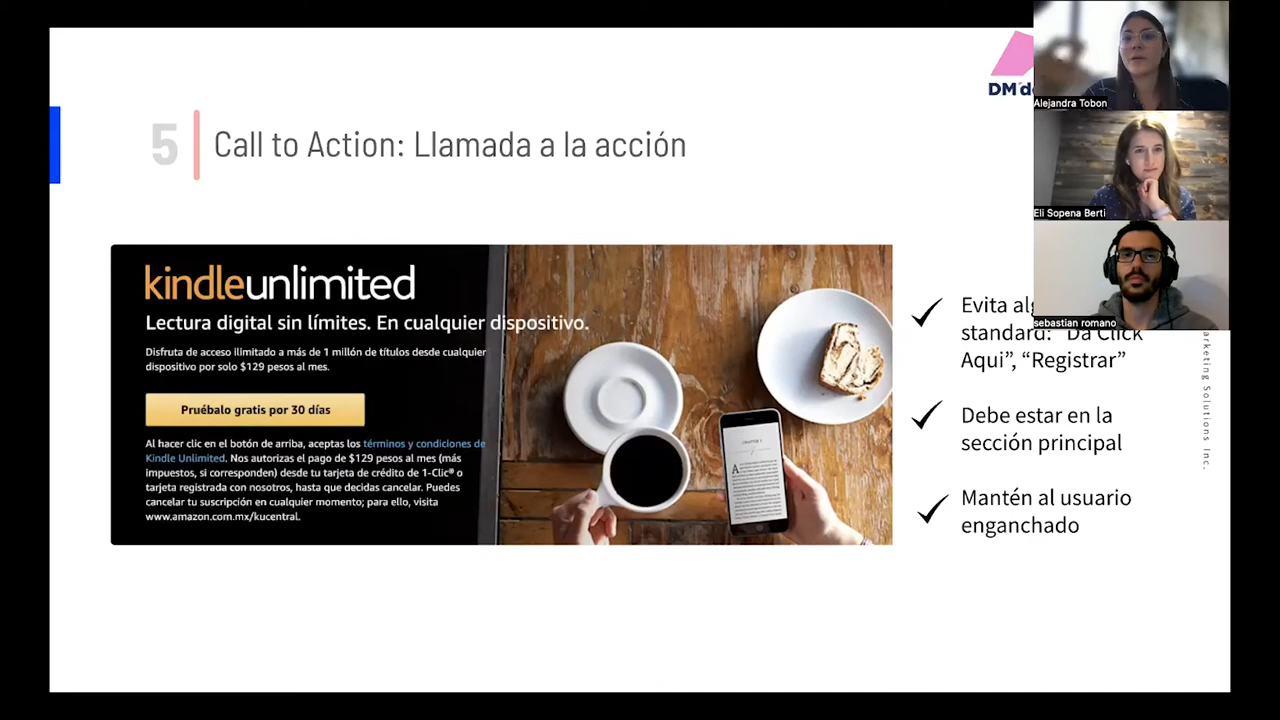 5
Call to Action: Llamada a la acción
DM
Alejandra Tobon
Eli Sopena Berti
sebastian romano
kindleunlimited
Lectura digital sin límites. En cualquier dispositivo.
Disfruta de acceso ilimitado a más de 1 millón de títulos desde cualquier
dispositivo por solo $129 pesos al mes.
Pruébalo gratis por 30 días
Al hacer clic en el botón de arriba, aceptas los términos y condiciones de
Kindle Unlimited. Nos autorizas el pago de $129 pesos al mes (más
impuestos, si corresponden) desde tu tarjeta de crédito de 1-Clic® o
tarjeta registrada con nosotros, hasta que decidas cancelar. Puedes
cancelar tu suscripción en cualquier momento; para ello, visita
www.amazon.com.mx/kucentral.
CHAPTER 1
Evita
standard: "Da Click
Aqui", "Registrar"
Debe estar en la
sección principal
Mantén al usuario
enganchado
arketing Solutions Inc.